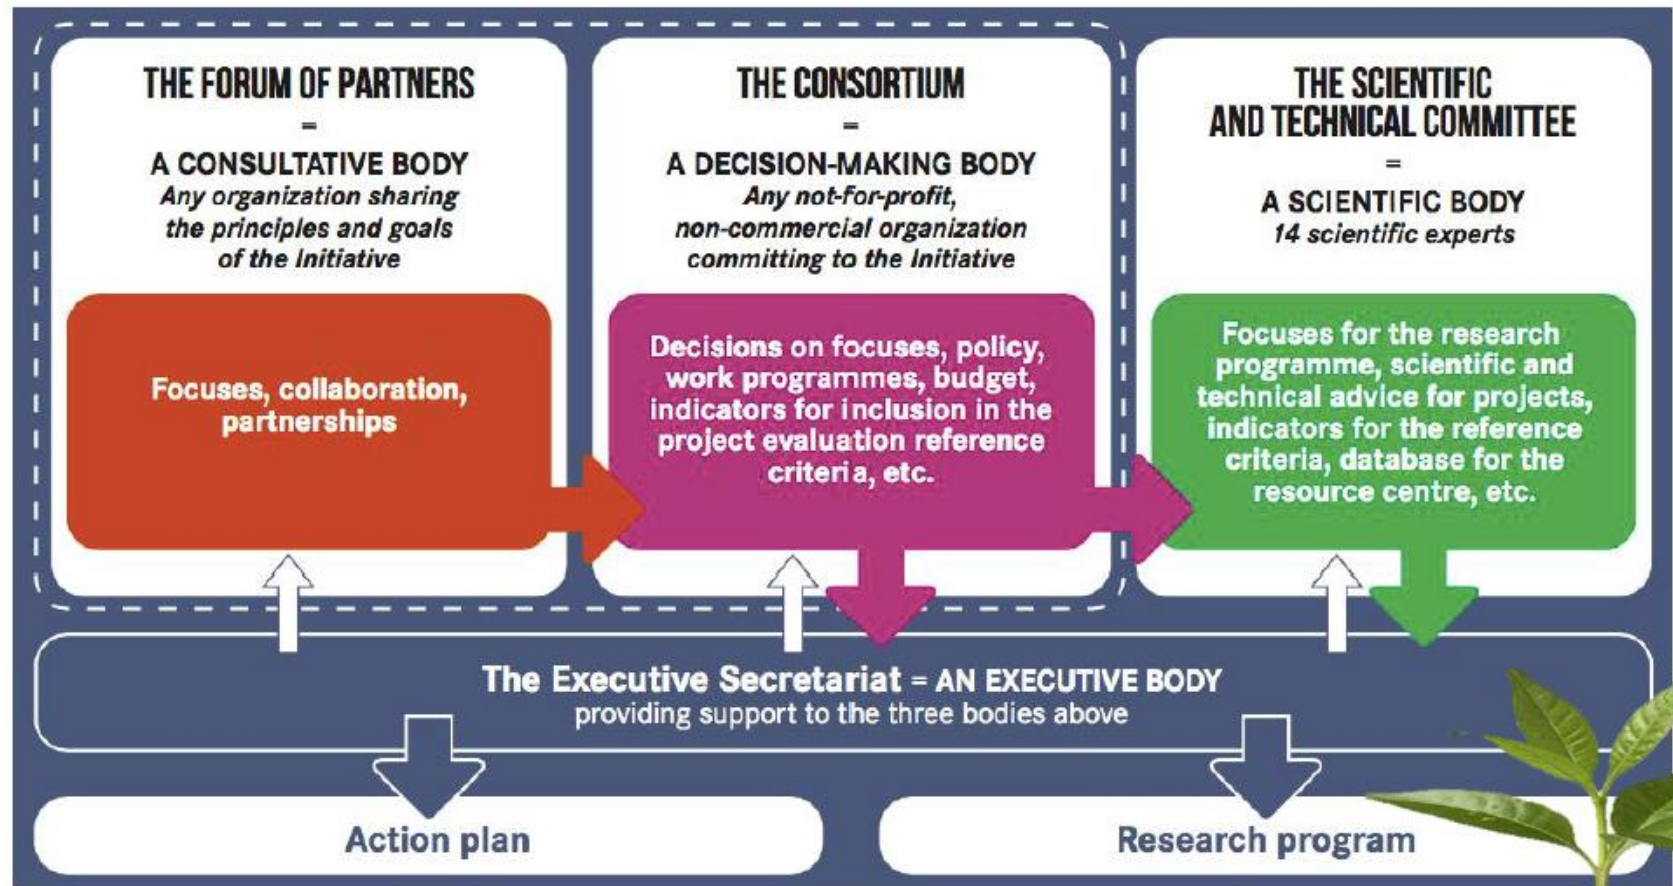 THE FORUM OF PARTNERS
=
A CONSULTATIVE BODY
Any organization sharing
the principles and goals
of the Initiative
Focuses, collaboration,
partnerships
THE CONSORTIUM
=
A DECISION-MAKING BODY
Any not-for-profit,
non-commercial organization
committing to the Initiative
Decisions on focuses, policy,
work programmes, budget,
indicators for inclusion in the
project evaluation reference
criteria, etc.
THE SCIENTIFIC
AND TECHNICAL COMMITTEE
=
A SCIENTIFIC BODY
14 scientific experts
Focuses for the research
programme, scientific and
technical advice for projects,
indicators for the reference
criteria, database for the
resource centre, etc.
The Executive Secretariat = AN EXECUTIVE BODY
providing support to the three bodies above
Action plan
Research program